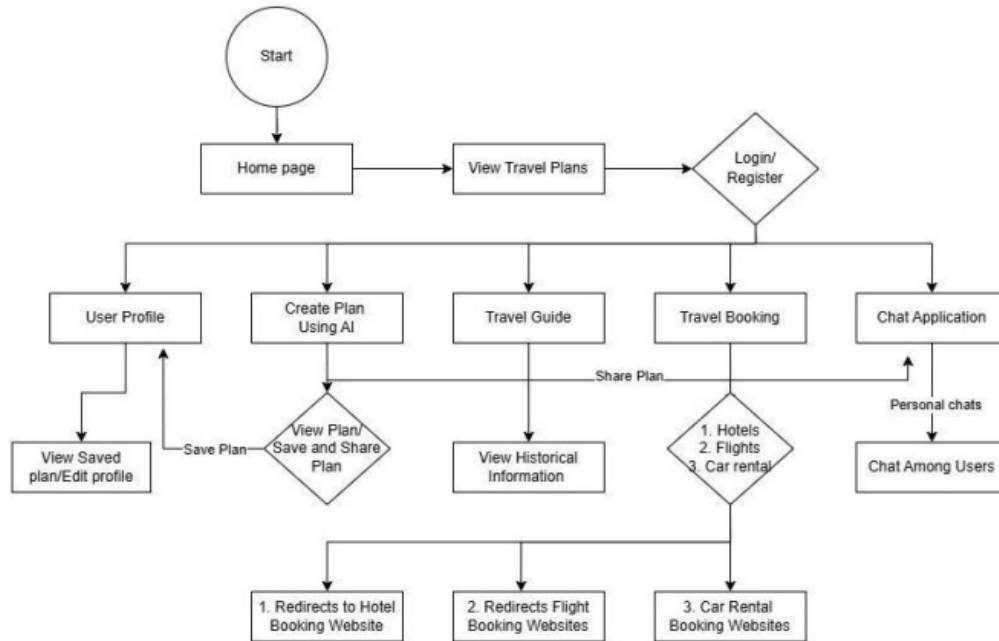 Start
Home page
View Travel Plans
Login/
Register
User Profile
Create Plan
Using AI
Travel Guide
Travel Booking
Chat Application
Share Plan
Personal chats
View Saved
plan/Edit profile
Save Plan
View Plan/
Save and Share
Plan
View Historical
Information
1. Hotels
2. Flights
3. Car rental
Chat Among Users
1. Redirects to Hotel
Booking Website
2. Redirects Flight
Booking Websites
3. Car Rental
Booking Websites